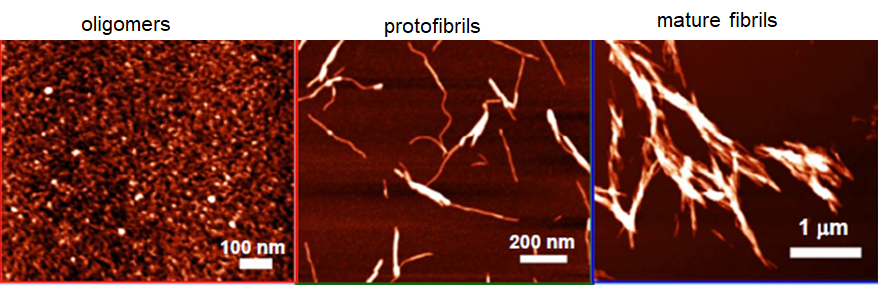 oligomers
protofibrils
mature fibrils
100 nm
200 nm
1 µm